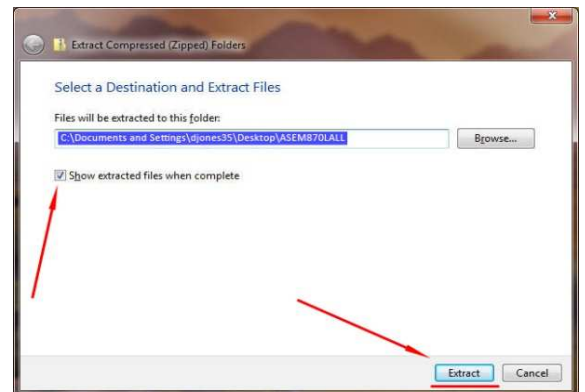 Extract Compressed (Zipped) Folders
Select a Destination and Extract Files
Files will be extracted to this folder:
C:\Documents and Settings\djones35\Desktop\ASEM870LALL
Browse...
Show extracted files when complete
Extract
Cancel